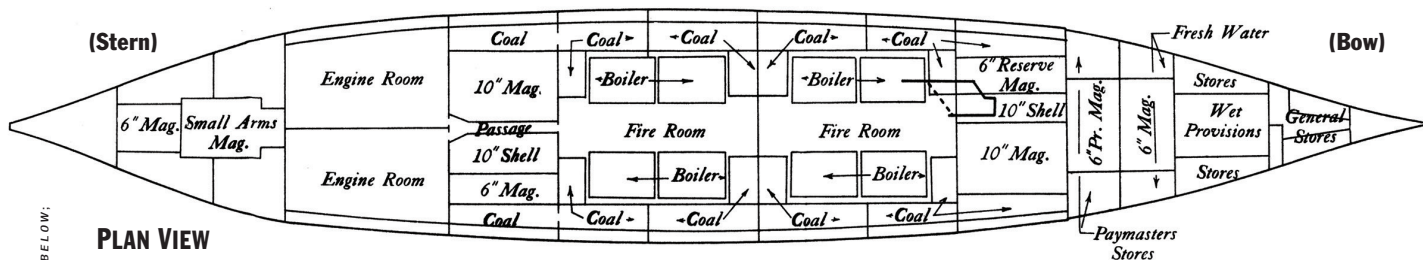 (Stern)
(Bow)
Fresh Water
Coal
Coal
Coal
Coal
Coal
Engine Room
10" Mag.
Boiler
Boiler
6" Reserve
Mag.
10" Shell
6" Mag.
Small Arms
Mag.
Passage
Fire Room
Fire Room
6" Pr. Mag.
6" Mag.
Stores
Wet
Provisions
General
Stores
Engine Room
10" Shell
6" Mag.
Boiler
Boiler
10" Mag.
Stores
Coal
Coal
Coal
Coal
Coal
Paymasters
Stores
PLAN VIEW
BELOW;